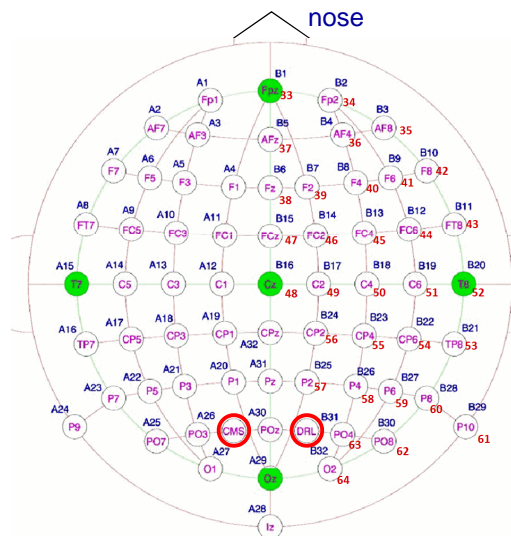 nose
A1 B1 B2
Fp1 Fpz 33 Fp2 34
A2 A3 B5 B4 B3
AF7 AF3 AFz 37 AF4 36 AF8 35
A7 A6 A5 A4 B6 B7 B8 B9 B10
F7 F5 F3 F1 Fz 38 F2 39 F4 40 F6 41 F8 42
A8 A9 A10 A11 B15 B14 B13 B12 B11
FT7 FC5 FC3 FC1 FCz 47 FC2 46 FC4 45 FC6 44 FT8 43
A15 A14 A13 A12 B16 B17 B18 B19 B20
T7 C5 C3 C1 Cz 48 C2 49 C4 50 C6 51 T8 52
A16 A17 A18 A19 A32 B24 B23 B22 B21
TP7 CP5 CP3 CP1 CPz CP2 56 CP4 55 CP6 54 TP8 53
A24 A23 A22 A21 A20 A31 B25 B26 B27 B28 B29
P9 P7 P5 P3 P1 Pz P2 57 P4 58 P6 59 P8 60 P10 61
A25 A26 A30 B31 B30
PO7 PO3 CMS POz DRL PO4 63 PO8 62
A27 A29 B32
O1 Oz O2 64
A28
Iz